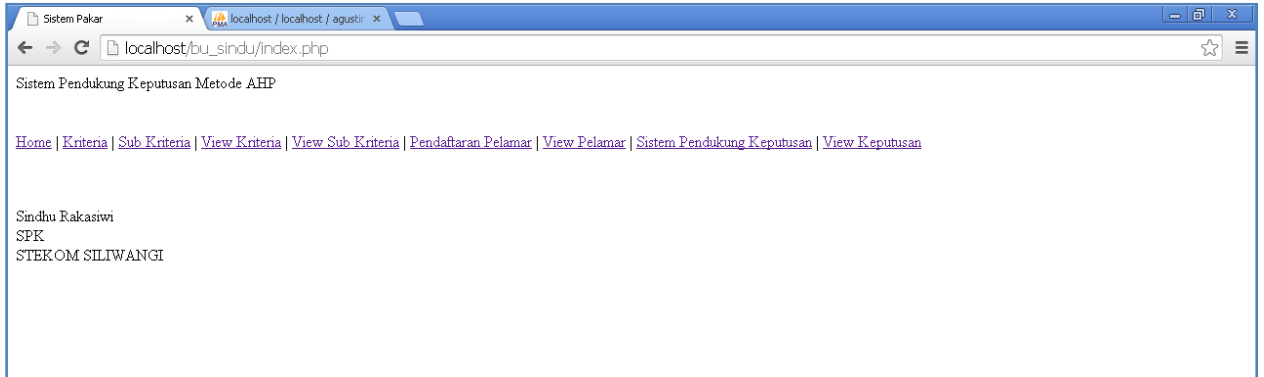 Sistem Pakar
localhost / localhost / agustir
localhost/bu_sindu/index.php
Sistem Pendukung Keputusan Metode AHP
Home | Kriteria | Sub Kriteria | View Kriteria | View Sub Kriteria | Pendaftaran Pelamar | View Pelamar | Sistem Pendukung Keputusan | View Keputusan
Sindhu Rakasiwi
SPK
STEKOM SILIWANGI